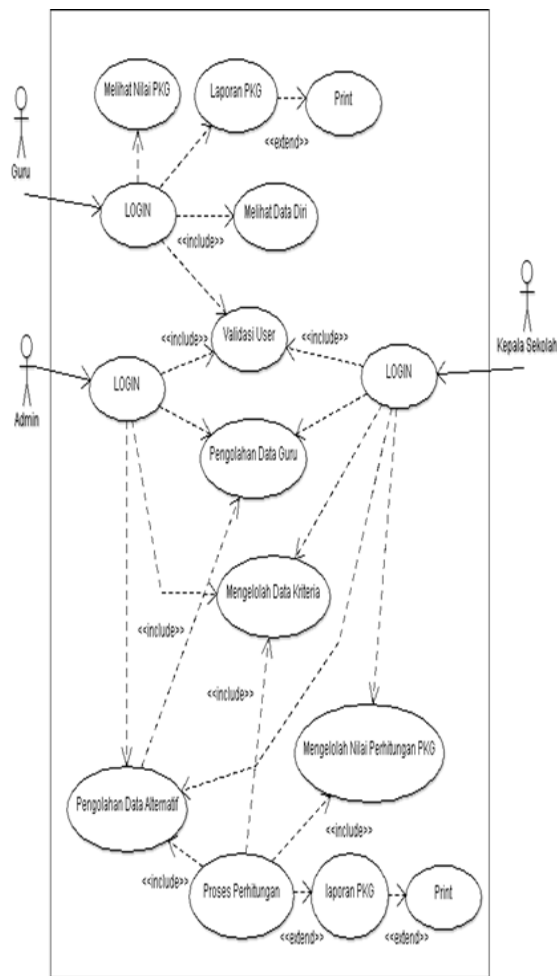 Melihat Nilai PKG
Laporan PKG
Print
<<extend>>
Guru
LOGIN
Melihat Data Diri
<<include>>
Validasi User
<<include>>
<<include>>
Kepala Sekolah
LOGIN
LOGIN
Admin
Pengolahan Data Guru
Mengelolah Data Kriteria
<<include>>
<<include>>
Mengelolah Nilai Perhitungan PKG
Pengolahan Data Alternatif
<<include>>
<<include>>
Proses Perhitungan
laporan PKG
Print
<<extend>>
<<extend>>